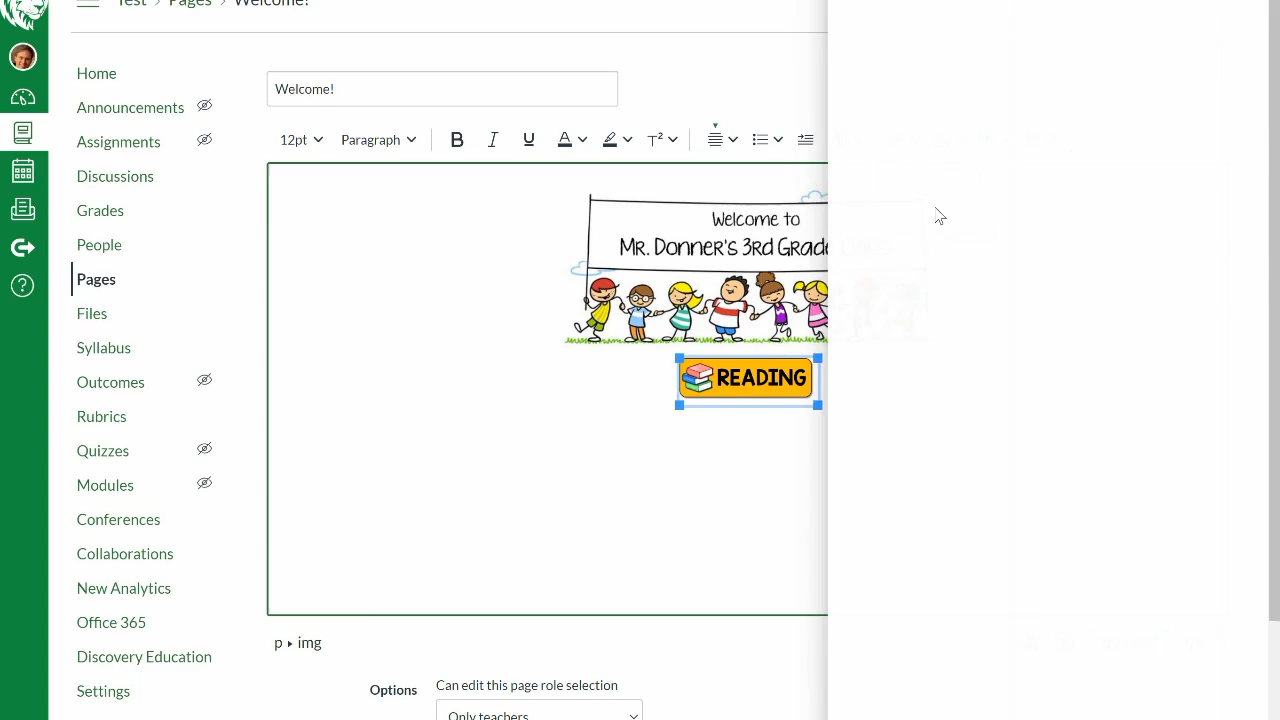 Test > Pages > Welcome!
Home
Announcements
Assignments
Discussions
Grades
People
Pages
Files
Syllabus
Outcomes
Rubrics
Quizzes
Modules
Conferences
Collaborations
New Analytics
Office 365
Discovery Education
Settings
Welcome!
12pt
Paragraph
B I U A T²
Welcome to
MR. DONNER'S 3Rd Grade
READING
p ▸ img
Options
Can edit this page role selection
Only teachers